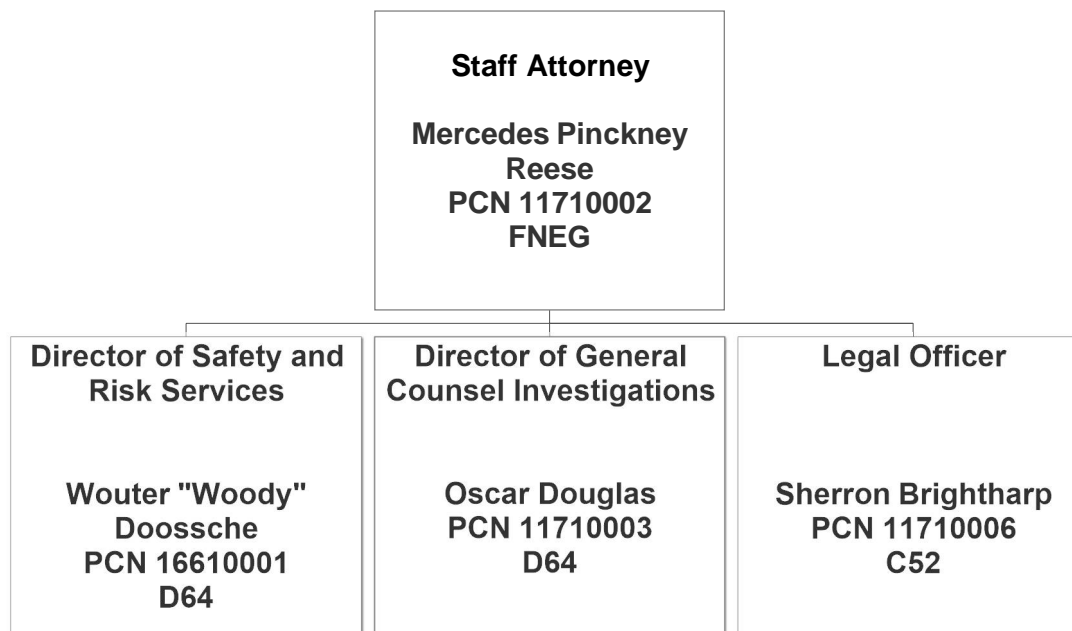 Staff Attorney
Mercedes Pinckney
Reese
PCN 11710002
FNEG
Director of Safety and
Risk Services
Wouter "Woody"
Doossche
PCN 16610001
D64
Director of General
Counsel Investigations
Oscar Douglas
PCN 11710003
D64
Legal Officer
Sherron Brightharp
PCN 11710006
C52